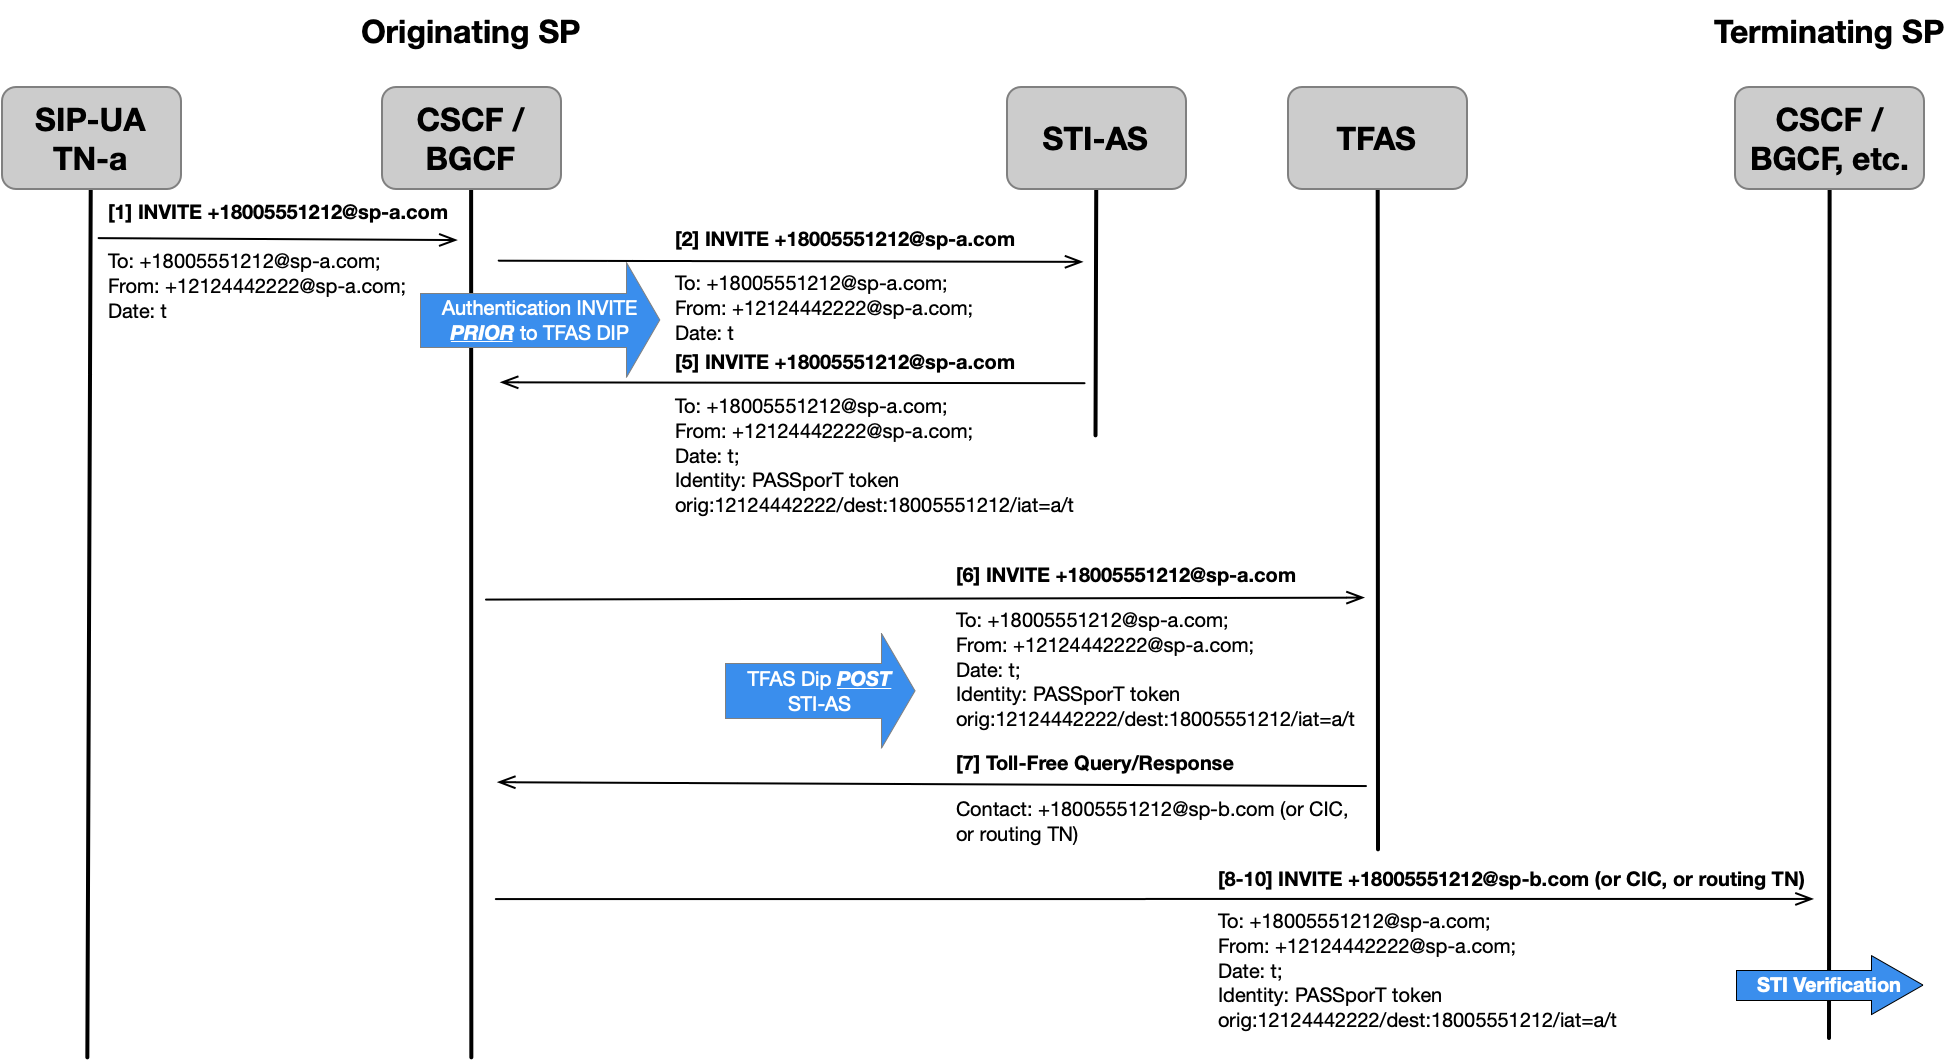 Originating SP
Terminating SP
SIP-UA
TN-a
CSCF /
BGCF
STI-AS
TFAS
CSCF /
BGCF, etc.
[1] INVITE +18005551212@sp-a.com
To: +18005551212@sp-a.com;
From: +12124442222@sp-a.com;
Date: t
[2] INVITE +18005551212@sp-a.com
To: +18005551212@sp-a.com;
From: +12124442222@sp-a.com;
Date: t
Authentication INVITE
PRIOR to TFAS DIP
[5] INVITE +18005551212@sp-a.com
To: +18005551212@sp-a.com;
From: +12124442222@sp-a.com;
Date: t;
Identity: PASSporT token
orig:12124442222/dest:18005551212/iat=a/t
[6] INVITE +18005551212@sp-a.com
To: +18005551212@sp-a.com;
From: +12124442222@sp-a.com;
Date: t;
Identity: PASSporT token
orig:12124442222/dest:18005551212/iat=a/t
TFAS Dip POST
STI-AS
[7] Toll-Free Query/Response
Contact: +18005551212@sp-b.com (or CIC,
or routing TN)
[8-10] INVITE +18005551212@sp-b.com (or CIC, or routing TN)
To: +18005551212@sp-a.com;
From: +12124442222@sp-a.com;
Date: t;
Identity: PASSporT token
orig:12124442222/dest:18005551212/iat=a/t
STI Verification